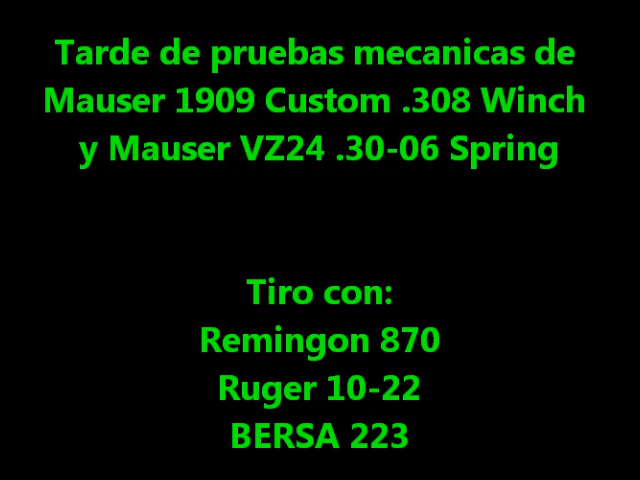 Tarde de pruebas mecanicas de
Mauser 1909 Custom .308 Winch
y Mauser VZ24 .30-06 Spring
Tiro con:
Remingon 870
Ruger 10-22
BERSA 223